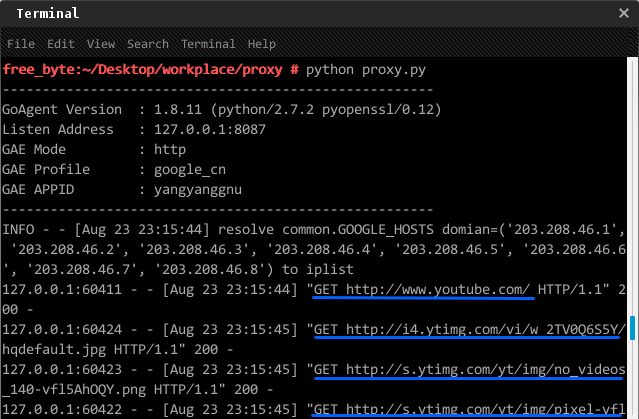 Terminal
File Edit View Search Terminal Help
free_byte:~/Desktop/workplace/proxy # python proxy.py
------------------------------------------------------
GoAgent Version : 1.8.11 (python/2.7.2 pyopenssl/0.12)
Listen Address : 127.0.0.1:8087
GAE Mode : http
GAE Profile : google_cn
GAE APPID : yangyanggnu
------------------------------------------------------
INFO - - [Aug 23 23:15:44] resolve common.GOOGLE_HOSTS domian=('203.208.46.1',
'203.208.46.2', '203.208.46.3', '203.208.46.4', '203.208.46.5', '203.208.46.6
', '203.208.46.7', '203.208.46.8') to iplist
127.0.0.1:60411 - - [Aug 23 23:15:44] "GET http://www.youtube.com/ HTTP/1.1" 2
00 -
127.0.0.1:60424 - - [Aug 23 23:15:45] "GET http://i4.ytimg.com/vi/w_2TV0Q6S5Y/
hqdefault.jpg HTTP/1.1" 200 -
127.0.0.1:60423 - - [Aug 23 23:15:45] "GET http://s.ytimg.com/yt/img/no_videos
_140-vfl5AhOQY.png HTTP/1.1" 200 -
127.0.0.1:60422 - - [Aug 23 23:15:45] "GET http://s.ytimg.com/yt/img/pixel-vfl